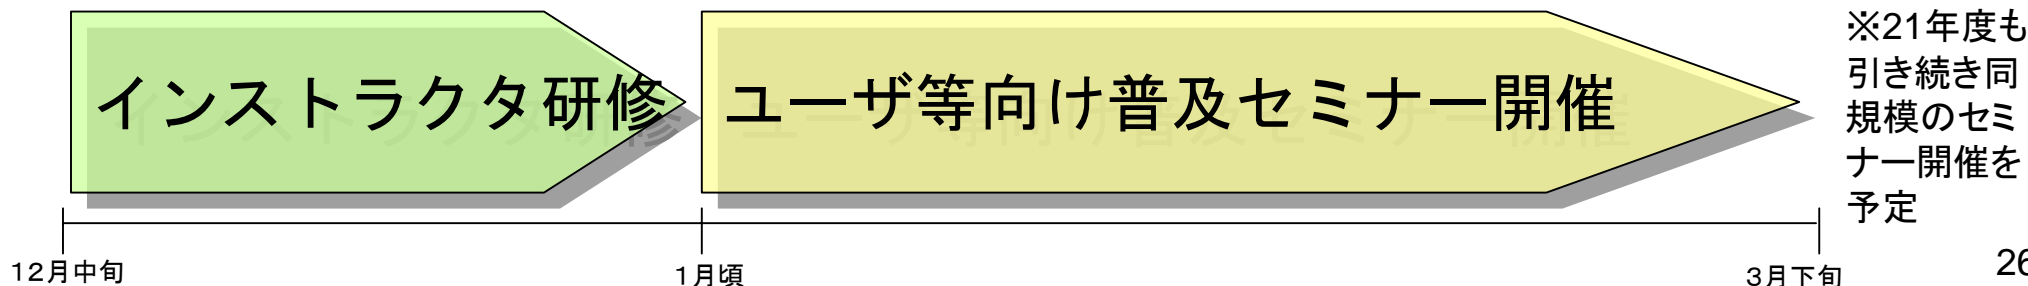 インストラクタ研修
ユーザ等向け普及セミナー開催
※21年度も
引き続き同
規模のセミ
ナー開催を
予定
12月中旬
1月頃
3月下旬
26